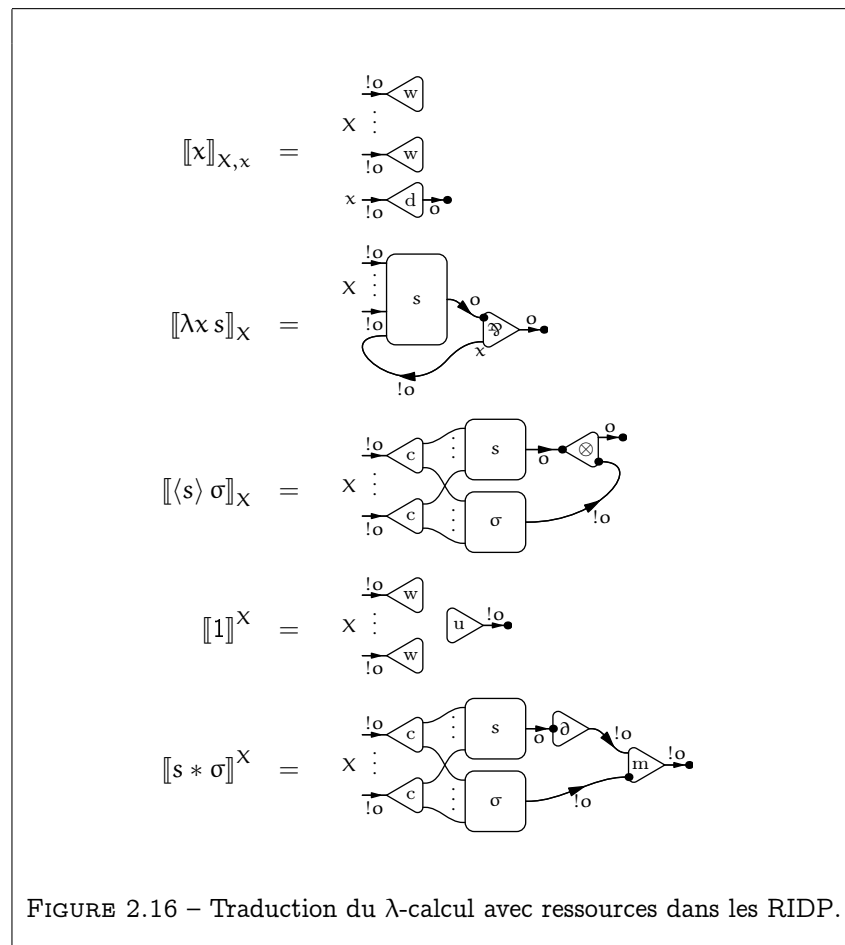 !o
w
X ⋮
⟦x⟧_{X,x} =
!o
w
x !o d o
!o
X ⋮ s o
⟦λx s⟧_X = ⅋ o
!o x
!o
!o c ⋮ s o ⊗ o
X ⋮
⟦⟨s⟩ σ⟧_X =
!o c ⋮ σ !o
!o w
⟦1⟧^X = X ⋮ u !o
!o w
!o c ⋮ s o ∂ !o
⟦s ∗ σ⟧^X = X ⋮ m !o
!o c ⋮ σ !o
FIGURE 2.16 – Traduction du λ-calcul avec ressources dans les RIDP.